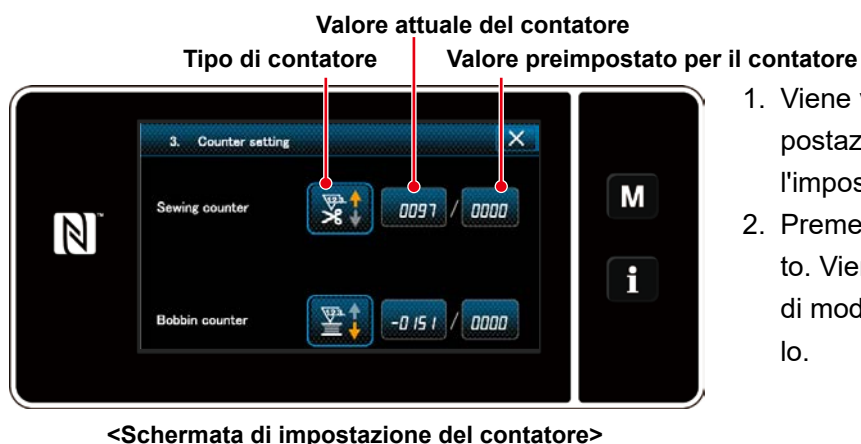 Valore attuale del contatore
Tipo di contatore
Valore preimpostato per il contatore
3. Counter setting
Sewing counter
0097 / 0000
M
i
Bobbin counter
-0151 / 0000
1. Viene
postaz
l'impos
2. Preme
to. Vie
di mod
lo.
<Schermata di impostazione del contatore>